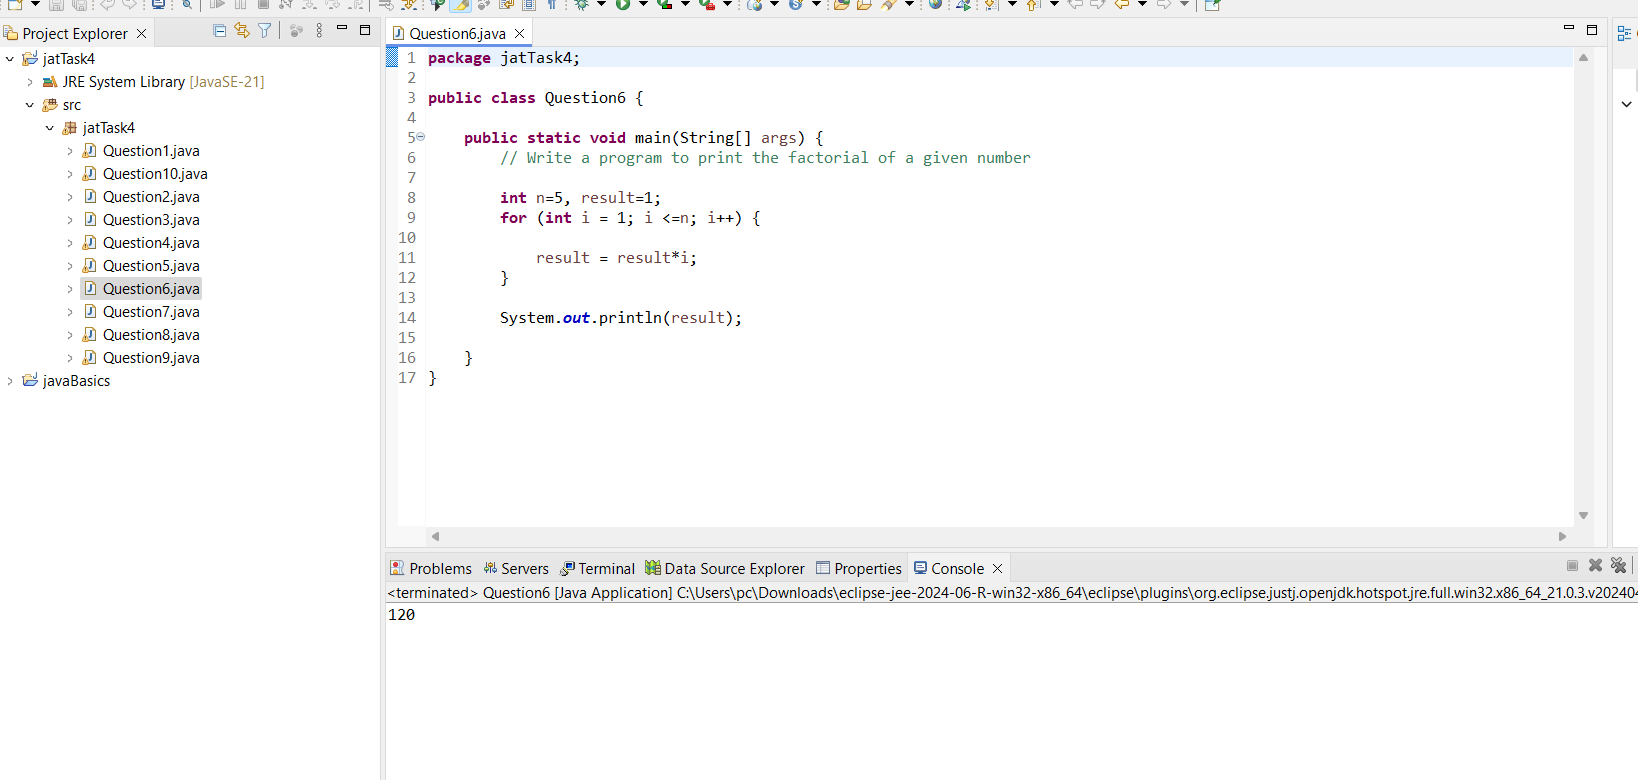 Project Explorer
jatTask4
JRE System Library [JavaSE-21]
src
jatTask4
Question1.java
Question10.java
Question2.java
Question3.java
Question4.java
Question5.java
Question6.java
Question7.java
Question8.java
Question9.java
javaBasics
Question6.java
1 package jatTask4;
2
3 public class Question6 {
4
5     public static void main(String[] args) {
6         // Write a program to print the factorial of a given number
7
8         int n=5, result=1;
9         for (int i = 1; i <=n; i++) {
10
11             result = result*i;
12         }
13
14         System.out.println(result);
15
16     }
17 }
Problems Servers Terminal Data Source Explorer Properties Console
<terminated> Question6 [Java Application] C:\Users\pc\Downloads\eclipse-jee-2024-06-R-win32-x86_64\eclipse\plugins\org.eclipse.justj.openjdk.hotspot.jre.full.win32.x86_64_21.0.3.v202404
120